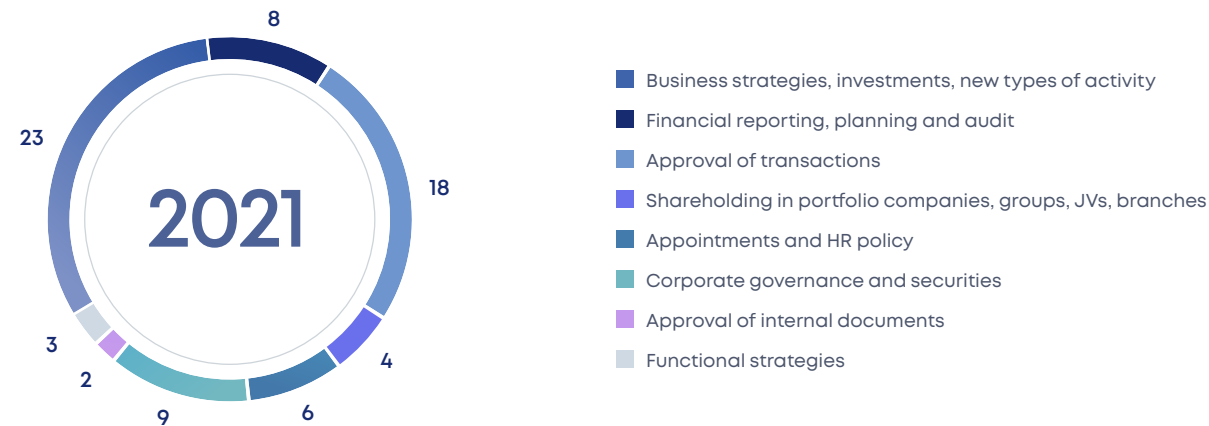 8
23
18
2021
3
2
9
6
4
Business strategies, investments, new types of activity
Financial reporting, planning and audit
Approval of transactions
Shareholding in portfolio companies, groups, JVs, branches
Appointments and HR policy
Corporate governance and securities
Approval of internal documents
Functional strategies